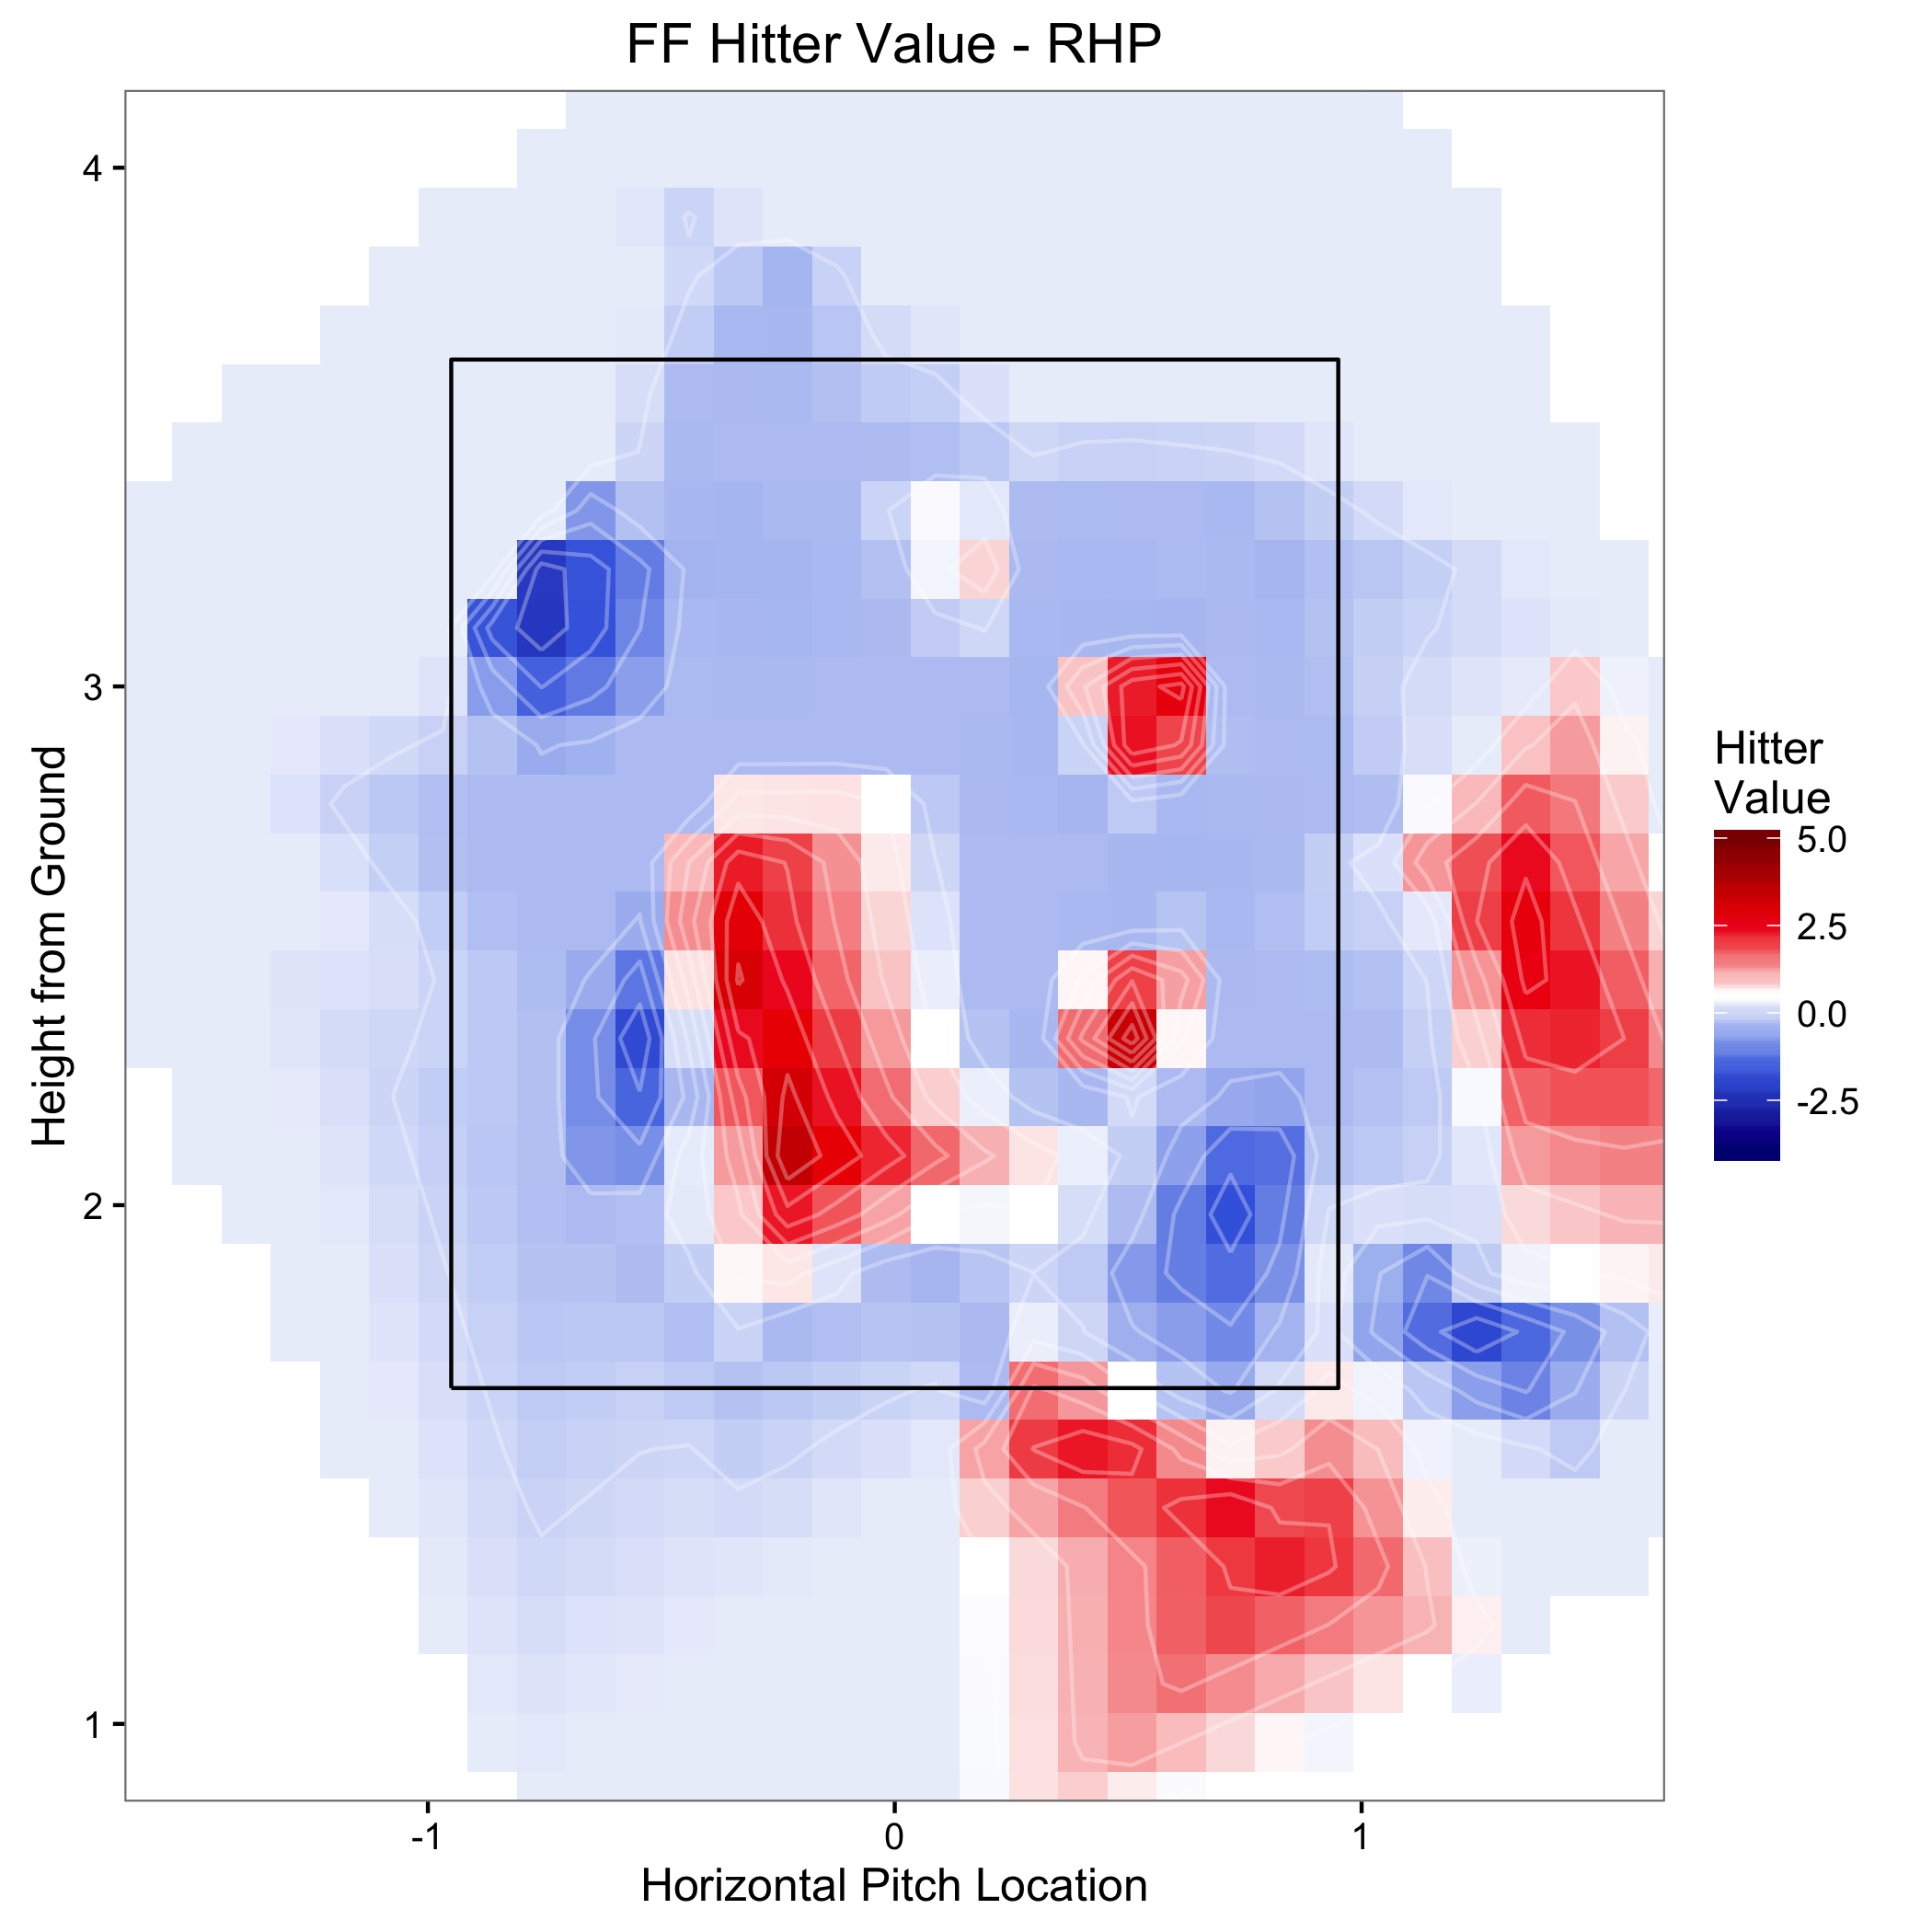 FF Hitter Value - RHP
4
3
2
1
Height from Ground
-1
0
1
Horizontal Pitch Location
Hitter
Value
5.0
2.5
0.0
-2.5